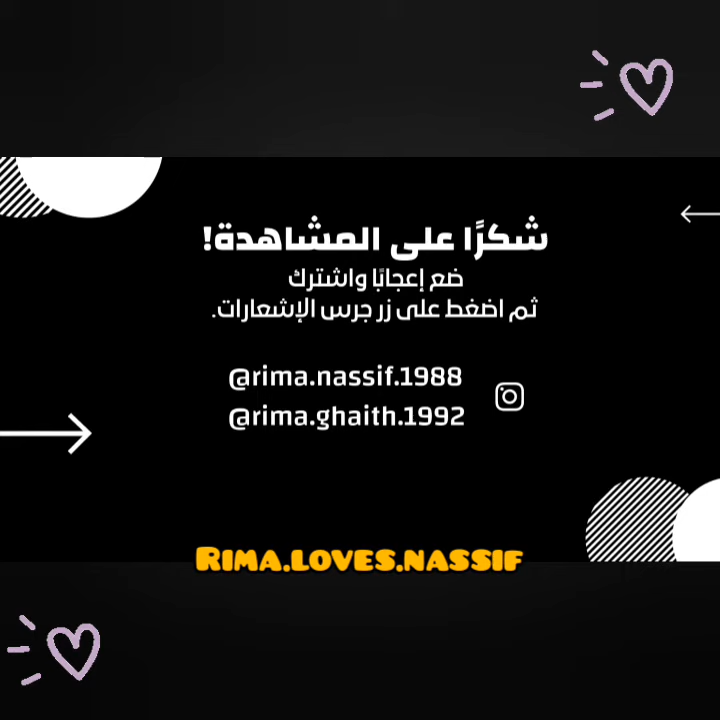 شكرًا على المشاهدة!
ضع إعجابًا واشترك
ثم اضغط على زر جرس الإشعارات.
@rima.nassif.1988
@rima.ghaith.1992
RIMA.LOVES.NASSIF